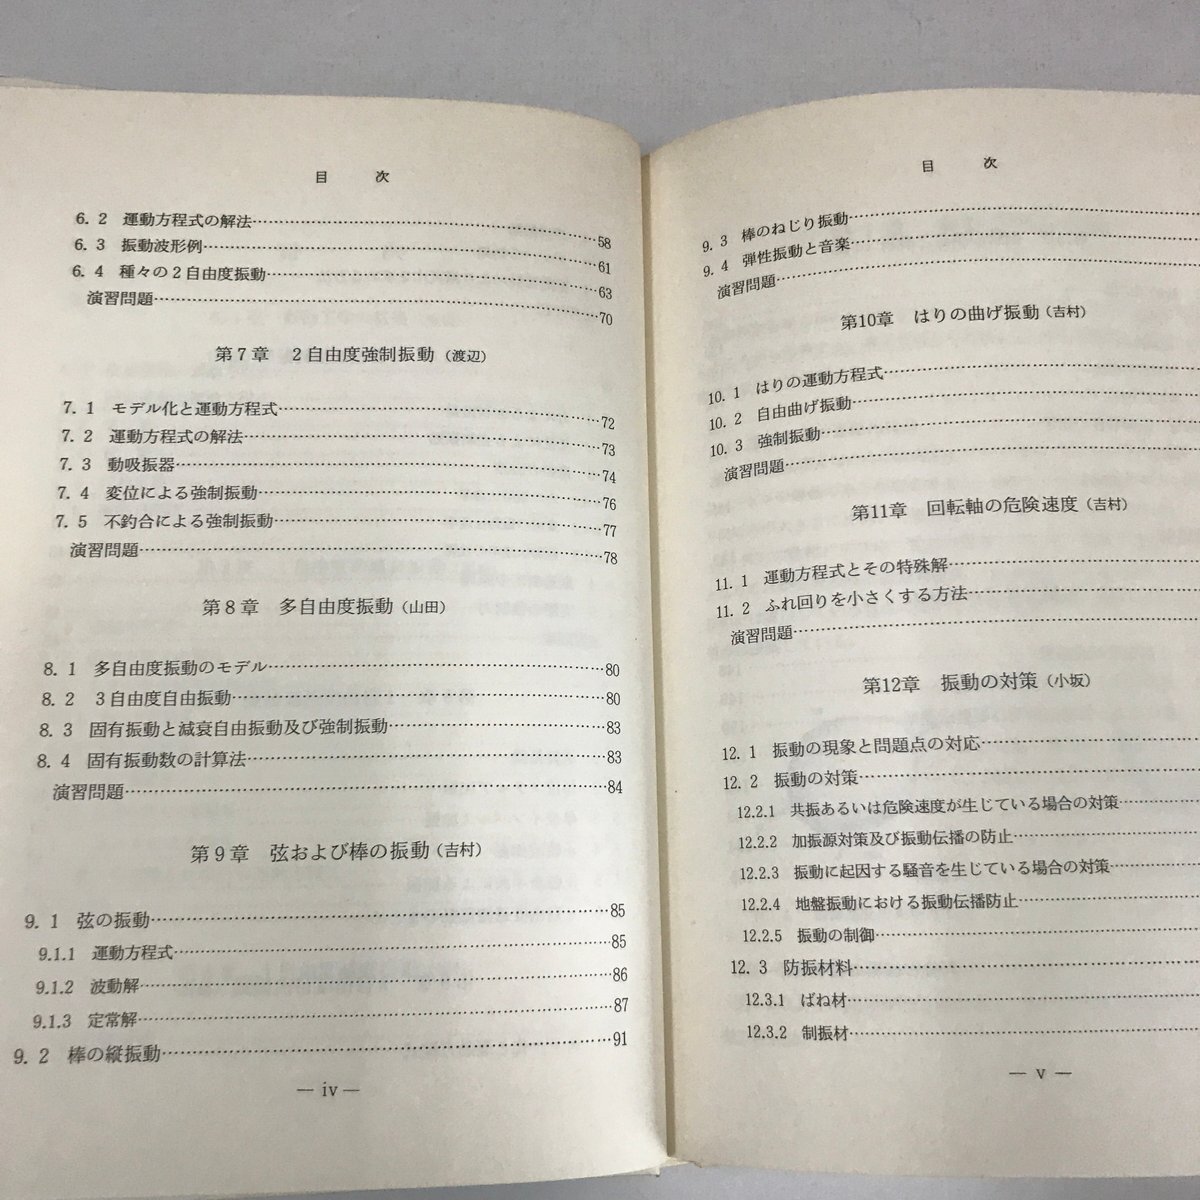 目　次
6. 2　運動方程式の解法……58
6. 3　振動波形例……61
6. 4　種々の２自由度振動……63
演習問題……70
第７章　２自由度強制振動（渡辺）
7. 1　モデル化と運動方程式……72
7. 2　運動方程式の解法……73
7. 3　動吸振器……74
7. 4　変位による強制振動……76
7. 5　不釣合による強制振動……77
演習問題……78
第８章　多自由度振動（山田）
8. 1　多自由度振動のモデル……80
8. 2　３自由度自由振動……80
8. 3　固有振動と減衰自由振動及び強制振動……83
8. 4　固有振動数の計算法……83
演習問題……84
第９章　弦および棒の振動（吉村）
9. 1　弦の振動……85
9.1.1　運動方程式……85
9.1.2　波動解……86
9.1.3　定常解……87
9. 2　棒の縦振動……91
― iv ―
目　次
9. 3　棒のねじり振動……
9. 4　弾性振動と音楽……
演習問題……
第10章　はりの曲げ振動（吉村）
10. 1　はりの運動方程式……
10. 2　自由曲げ振動……
10. 3　強制振動……
演習問題……
第11章　回転軸の危険速度（吉村）
11. 1　運動方程式とその特殊解……
11. 2　ふれ回りを小さくする方法……
演習問題……
第12章　振動の対策（小坂）
12. 1　振動の現象と問題点の対応……
12. 2　振動の対策……
12.2.1　共振あるいは危険速度が生じている場合の対策……
12.2.2　加振源対策及び振動伝播の防止……
12.2.3　振動に起因する騒音を生じている場合の対策……
12.2.4　地盤振動における振動伝播防止……
12.2.5　振動の制御……
12. 3　防振材料……
12.3.1　ばね材……
12.3.2　制振材……
― v ―